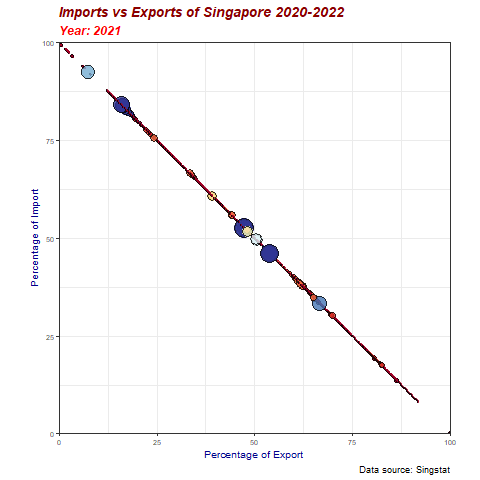 Imports vs Exports of Singapore 2020-2022
Year: 2021
100
75
50
25
0
Percentage of Import
0
25
50
75
100
Percentage of Export
Data source: Singstat